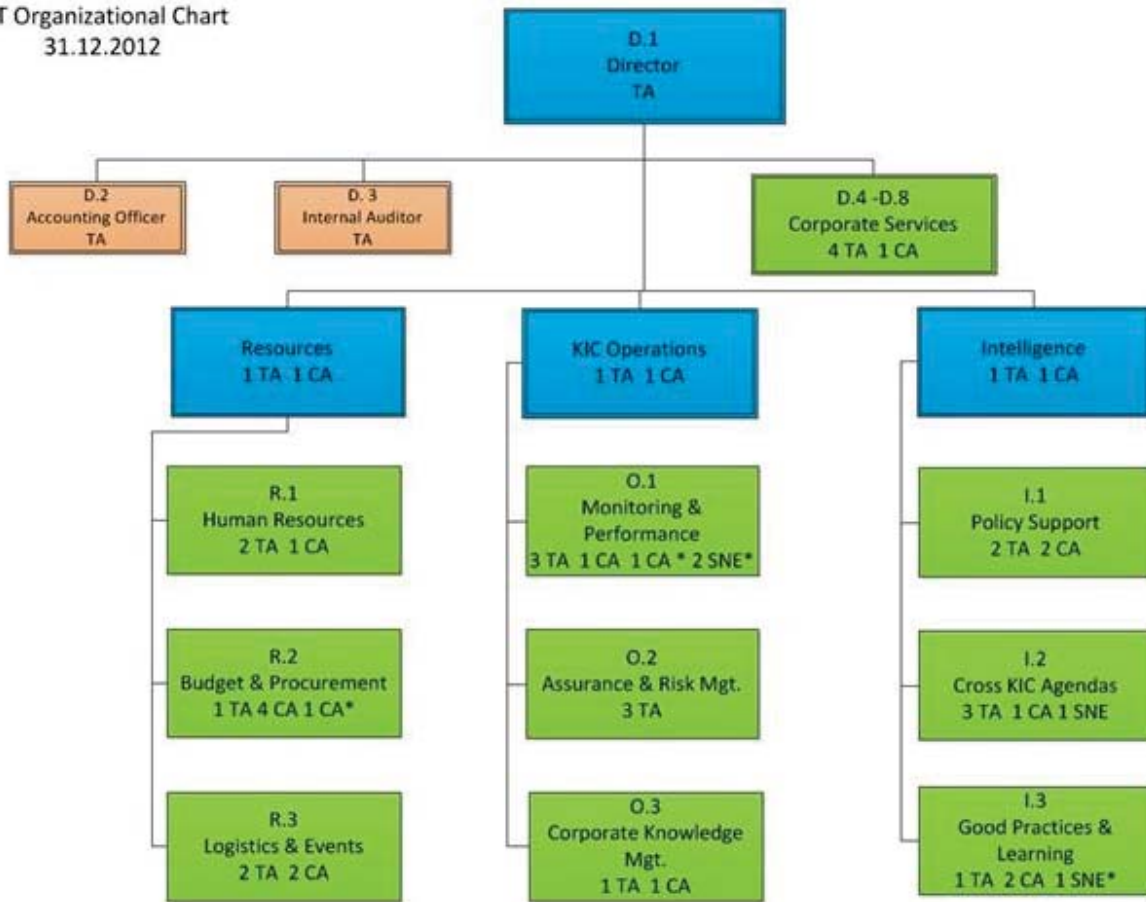 T Organizational Chart
31.12.2012
D.1
Director
TA
D.2
Accounting Officer
TA
D. 3
Internal Auditor
TA
D.4 -D.8
Corporate Services
4 TA 1 CA
Resources
1 TA 1 CA
KIC Operations
1 TA 1 CA
Intelligence
1 TA 1 CA
R.1
Human Resources
2 TA 1 CA
O.1
Monitoring &
Performance
3 TA 1 CA 1 CA * 2 SNE*
I.1
Policy Support
2 TA 2 CA
R.2
Budget & Procurement
1 TA 4 CA 1 CA*
O.2
Assurance & Risk Mgt.
3 TA
I.2
Cross KIC Agendas
3 TA 1 CA 1 SNE
R.3
Logistics & Events
2 TA 2 CA
O.3
Corporate Knowledge
Mgt.
1 TA 1 CA
I.3
Good Practices &
Learning
1 TA 2 CA 1 SNE*